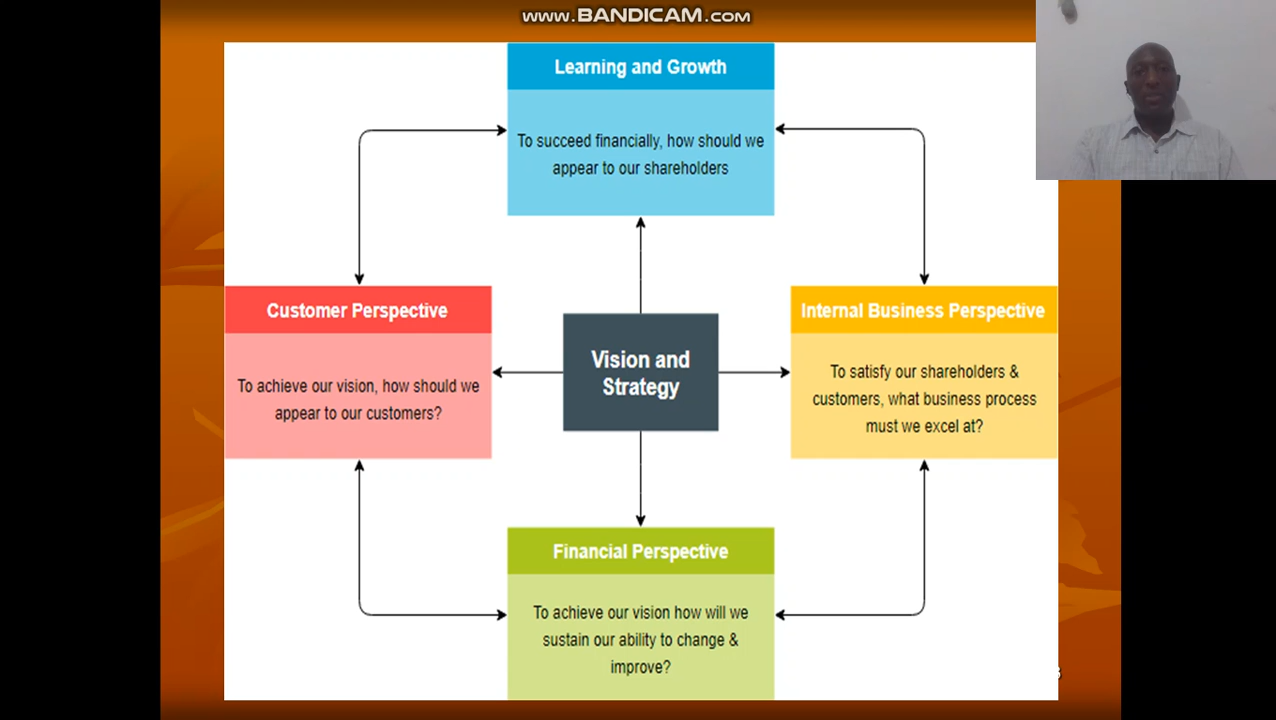 www.BANDICAM.com
Learning and Growth
To succeed financially, how should we
appear to our shareholders
Customer Perspective
To achieve our vision, how should we
appear to our customers?
Vision and
Strategy
Internal Business Perspective
To satisfy our shareholders &
customers, what business process
must we excel at?
Financial Perspective
To achieve our vision how will we
sustain our ability to change &
improve?